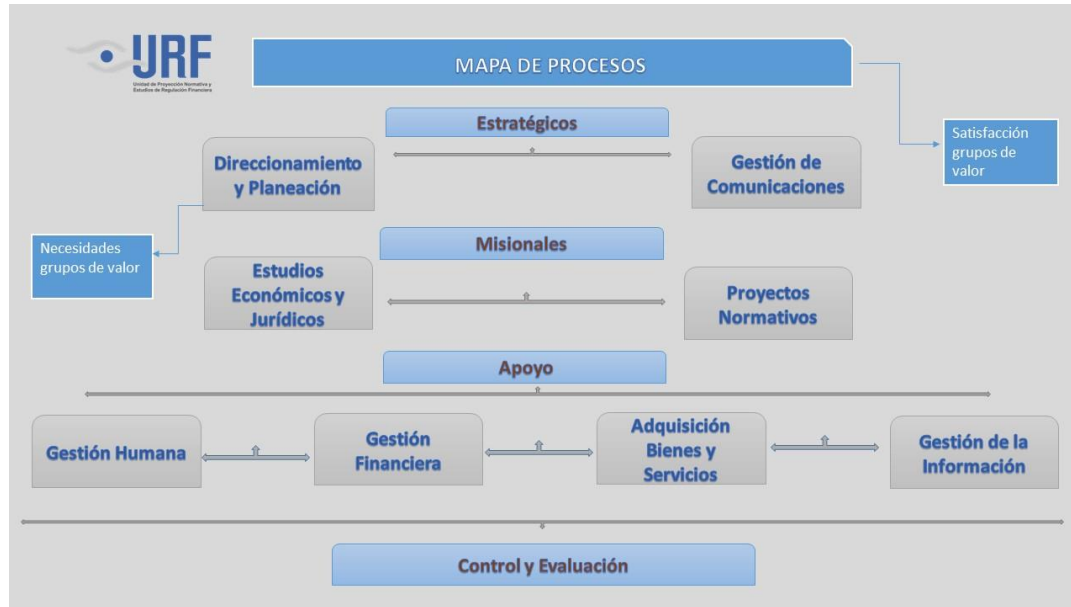 URF
Unidad de Proyección Normativa y
Estudios de Regulación Financiera
MAPA DE PROCESOS
Estratégicos
Direccionamiento
y Planeación
Gestión de
Comunicaciones
Satisfacción
grupos de
valor
Necesidades
grupos de valor
Misionales
Estudios
Económicos y
Jurídicos
Proyectos
Normativos
Apoyo
Gestión Humana
Gestión
Financiera
Adquisición
Bienes y
Servicios
Gestión de la
Información
Control y Evaluación